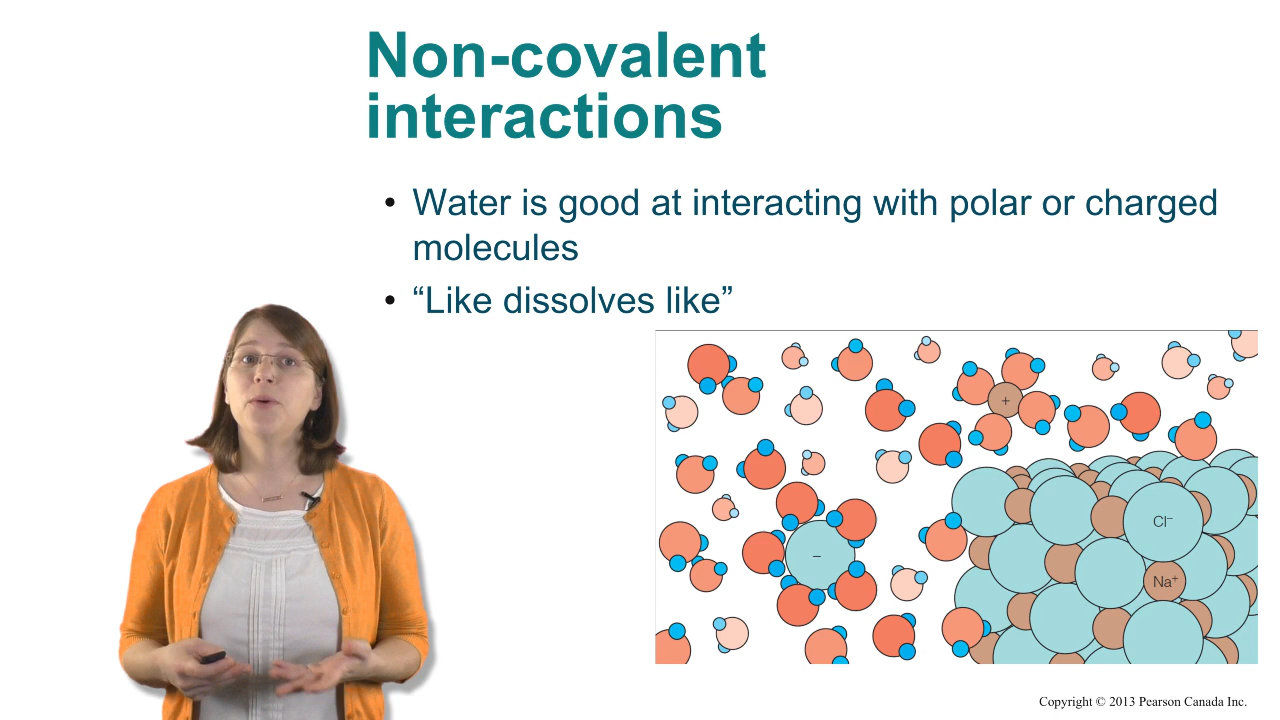 Non-covalent
interactions
• Water is good at interacting with polar or charged
molecules
• “Like dissolves like”
+
Cl⁻
–
Na⁺
Copyright © 2013 Pearson Canada Inc.